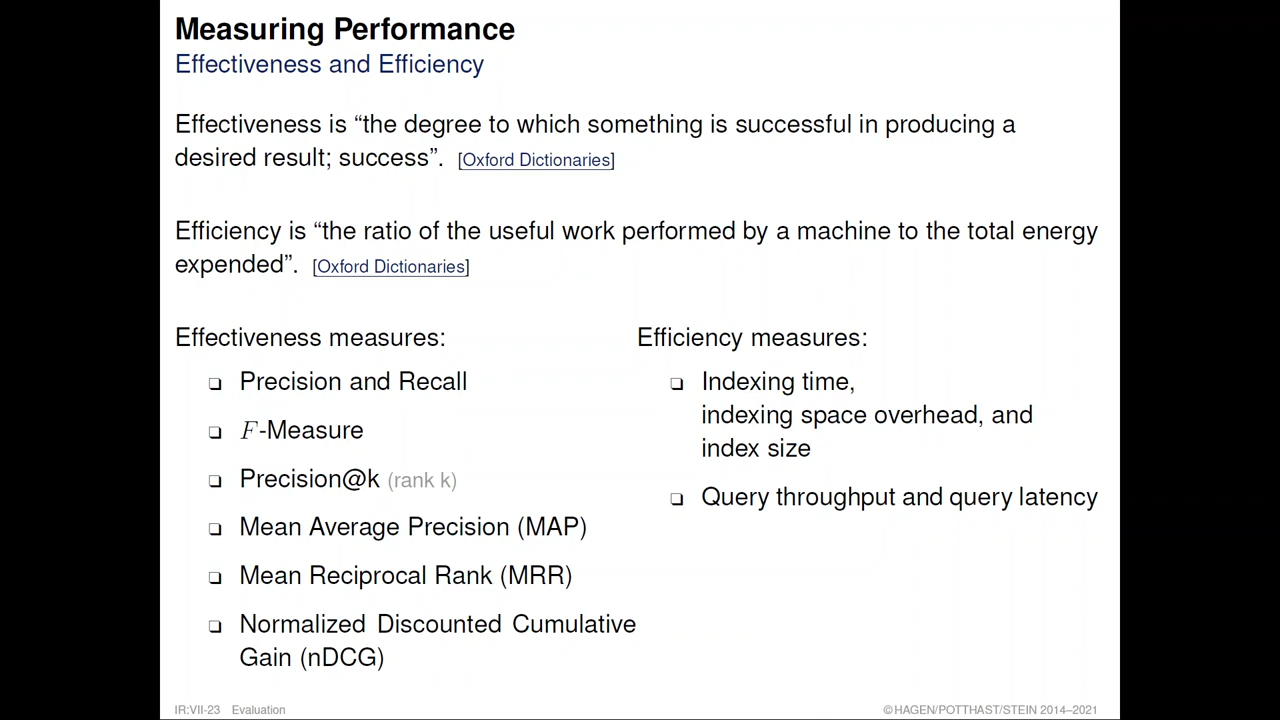 Measuring Performance
Effectiveness and Efficiency
Effectiveness is “the degree to which something is successful in producing a
desired result; success”. [Oxford Dictionaries]
Efficiency is “the ratio of the useful work performed by a machine to the total energy
expended”. [Oxford Dictionaries]
Effectiveness measures:
❑ Precision and Recall
❑ F-Measure
❑ Precision@k (rank k)
❑ Mean Average Precision (MAP)
❑ Mean Reciprocal Rank (MRR)
❑ Normalized Discounted Cumulative
Gain (nDCG)
Efficiency measures:
❑ Indexing time,
indexing space overhead, and
index size
❑ Query throughput and query latency
IR:VII-23 Evaluation
©HAGEN/POTTHAST/STEIN 2014–2021